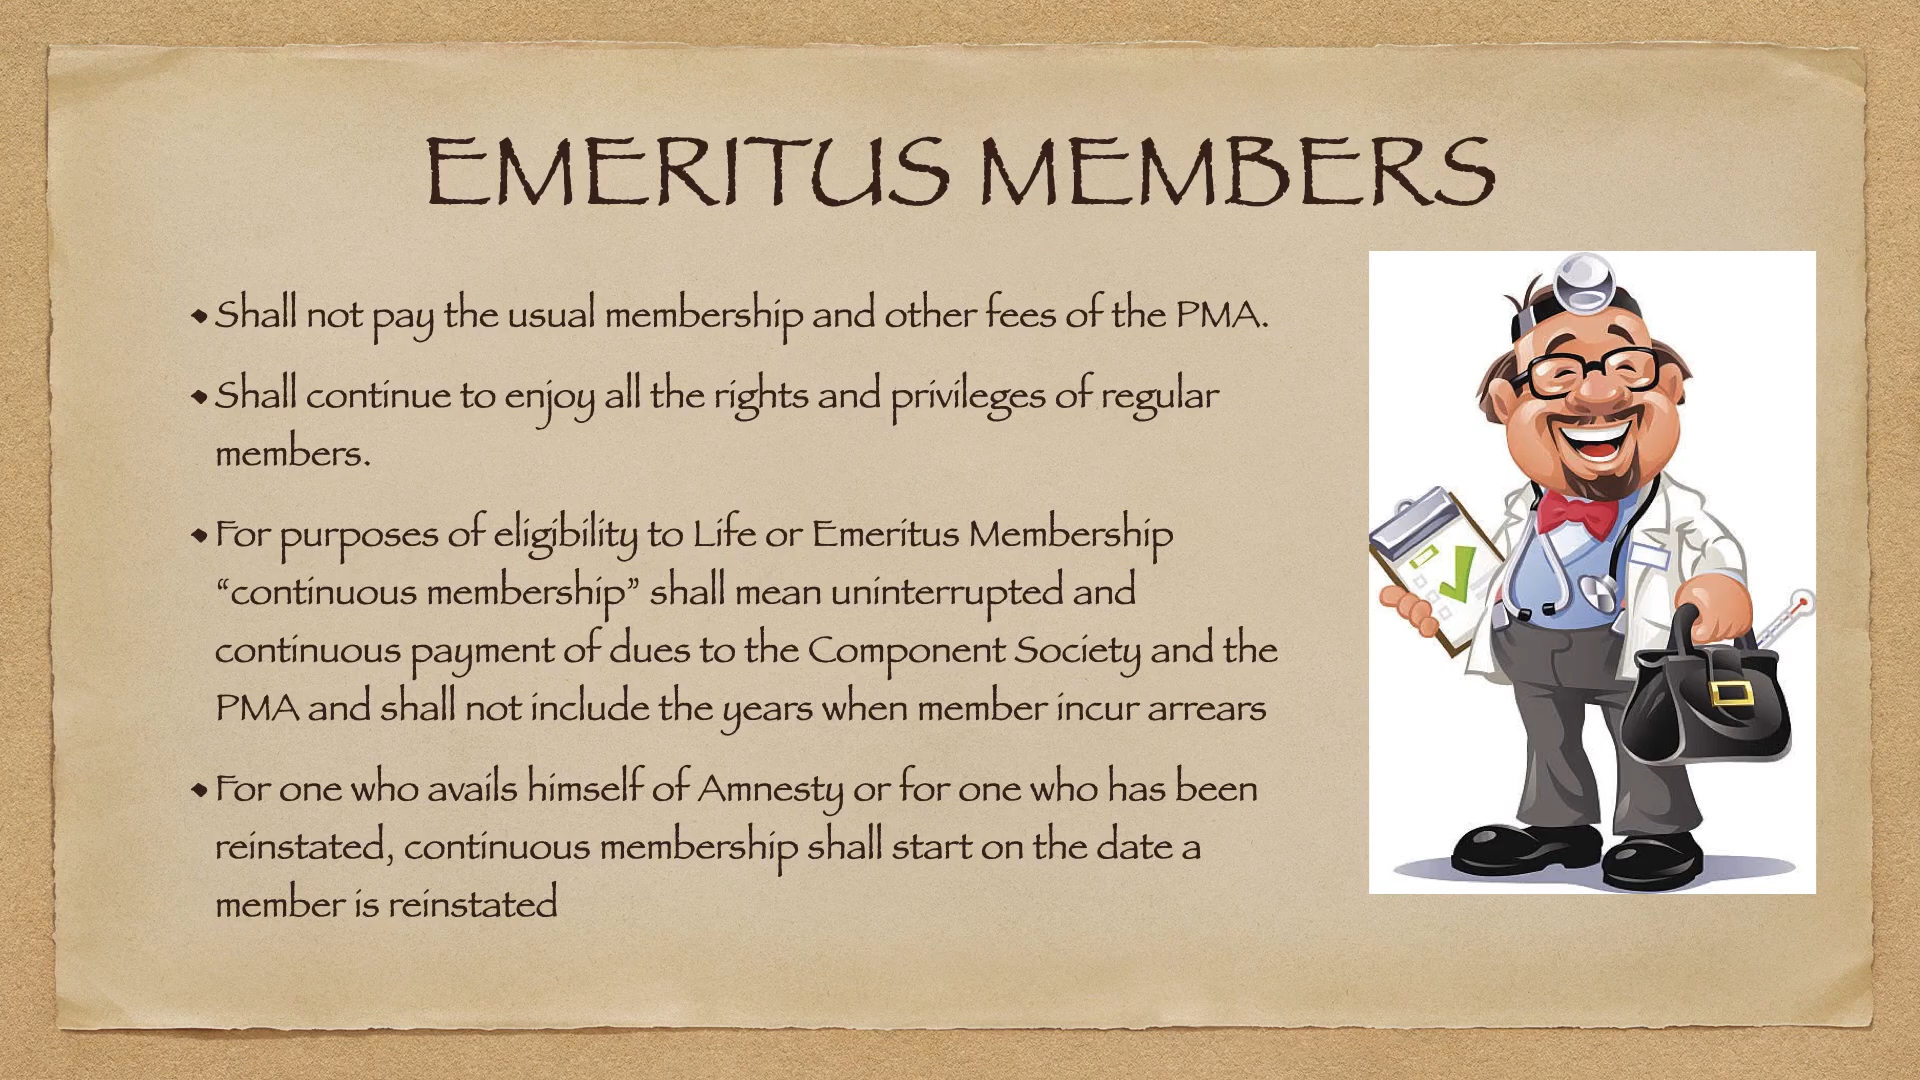 EMERITUS MEMBERS
• Shall not pay the usual membership and other fees of the PMA.
• Shall continue to enjoy all the rights and privileges of regular
members.
• For purposes of eligibility to Life or Emeritus Membership
“continuous membership” shall mean uninterrupted and
continuous payment of dues to the Component Society and the
PMA and shall not include the years when member incur arrears
• For one who avails himself of Amnesty or for one who has been
reinstated, continuous membership shall start on the date a
member is reinstated